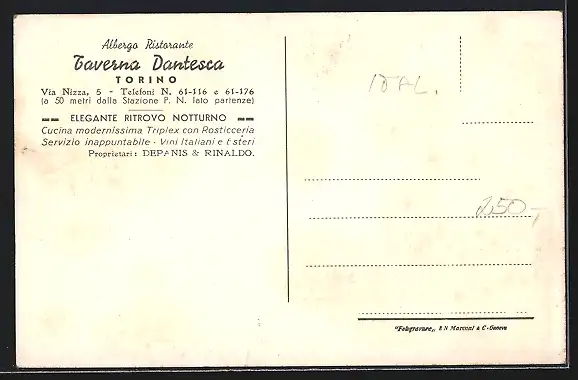 Albergo Ristorante
Taverna Dantesca
TORINO
Via Nizza, 5 - Telefoni N. 61-116 e 61-176
(a 50 metri dalla Stazione P. N. lato partenze)
ELEGANTE RITROVO NOTTURNO
Cucina modernissima Triplex con Rosticceria
Servizio inappuntabile - Vini Italiani e Esteri
Proprietari: DEPANIS & RINALDO.
ITAL.
250,-
"Fotogravure,, E N Marconi & C-Genova